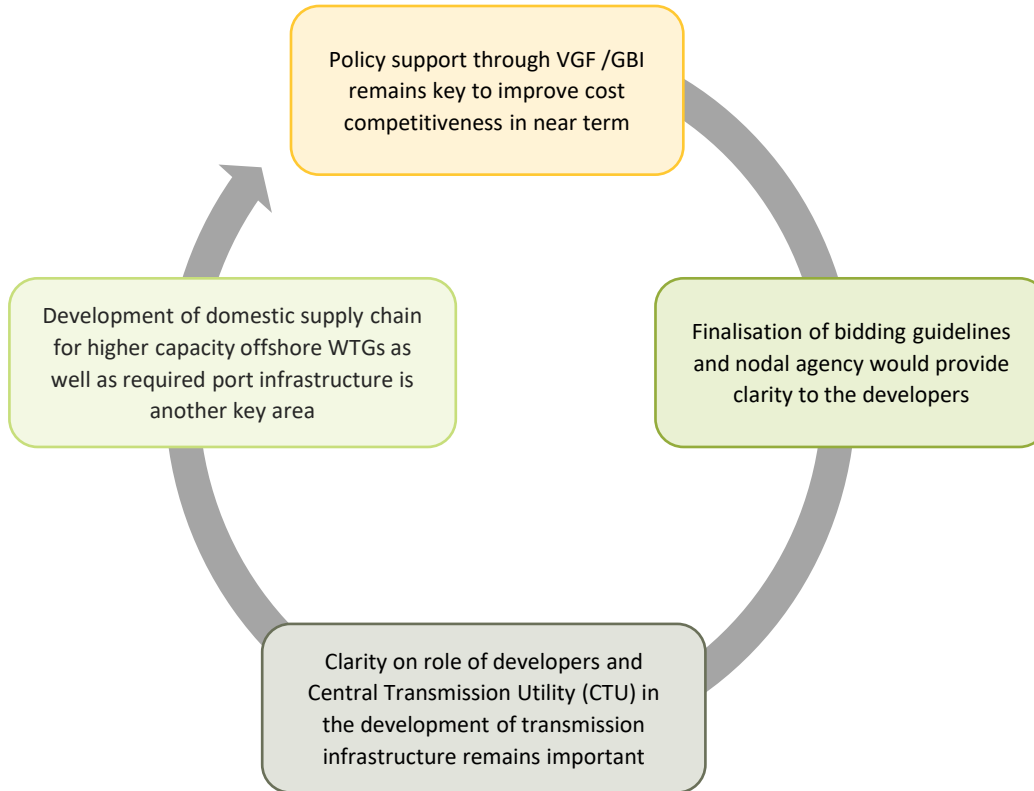 Policy support through VGF /GBI
remains key to improve cost
competitiveness in near term
Development of domestic supply chain
for higher capacity offshore WTGs as
well as required port infrastructure is
another key area
Finalisation of bidding guidelines
and nodal agency would provide
clarity to the developers
Clarity on role of developers and
Central Transmission Utility (CTU) in
the development of transmission
infrastructure remains important